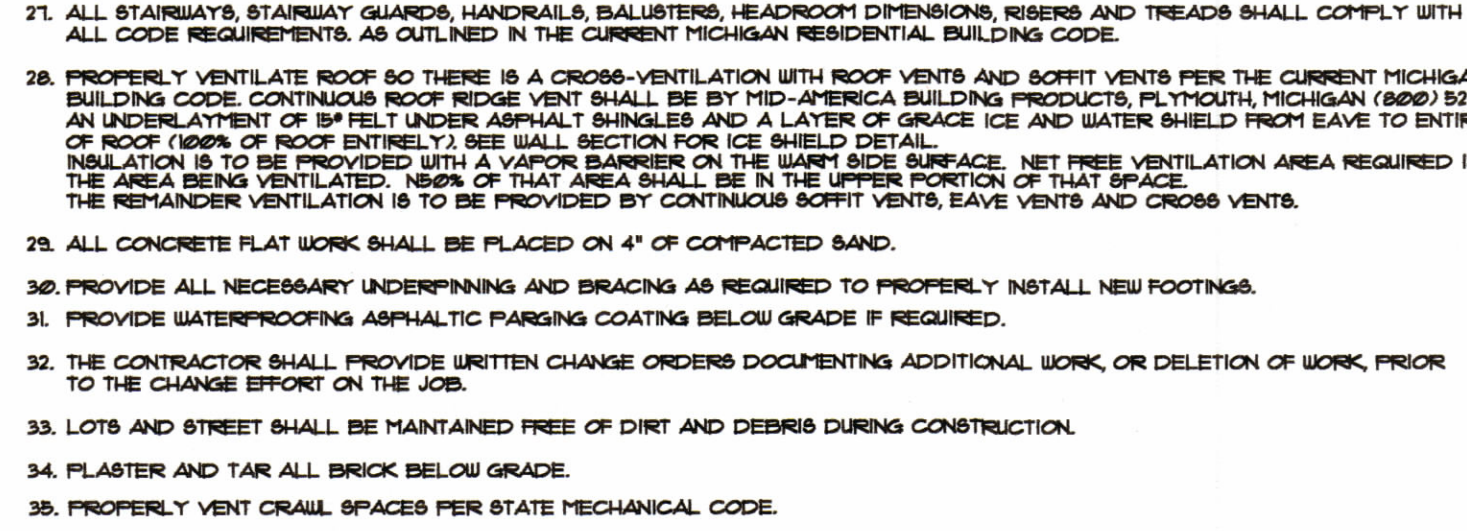 27. ALL STAIRWAYS, STAIRWAY GUARDS, HANDRAILS, BALUSTERS, HEADROOM DIMENSIONS, RISERS AND TREADS SHALL COMPLY WITH
ALL CODE REQUIREMENTS. AS OUTLINED IN THE CURRENT MICHIGAN RESIDENTIAL BUILDING CODE.
28. PROPERLY VENTILATE ROOF SO THERE IS A CROSS-VENTILATION WITH ROOF VENTS AND SOFFIT VENTS PER THE CURRENT MICHIGA
BUILDING CODE. CONTINUOUS ROOF RIDGE VENT SHALL BE BY MID-AMERICA BUILDING PRODUCTS, PLYMOUTH, MICHIGAN (800) 52
AN UNDERLAYMENT OF 15# FELT UNDER ASPHALT SHINGLES AND A LAYER OF GRACE ICE AND WATER SHIELD FROM EAVE TO ENTIR
OF ROOF (100% OF ROOF ENTIRELY). SEE WALL SECTION FOR ICE SHIELD DETAIL.
INSULATION IS TO BE PROVIDED WITH A VAPOR BARRIER ON THE WARM SIDE SURFACE. NET FREE VENTILATION AREA REQUIRED I
THE AREA BEING VENTILATED. N50% OF THAT AREA SHALL BE IN THE UPPER PORTION OF THAT SPACE.
THE REMAINDER VENTILATION IS TO BE PROVIDED BY CONTINUOUS SOFFIT VENTS, EAVE VENTS AND CROSS VENTS.
29. ALL CONCRETE FLAT WORK SHALL BE PLACED ON 4" OF COMPACTED SAND.
30. PROVIDE ALL NECESSARY UNDERPINNING AND BRACING AS REQUIRED TO PROPERLY INSTALL NEW FOOTINGS.
31. PROVIDE WATERPROOFING ASPHALTIC PARGING COATING BELOW GRADE IF REQUIRED.
32. THE CONTRACTOR SHALL PROVIDE WRITTEN CHANGE ORDERS DOCUMENTING ADDITIONAL WORK, OR DELETION OF WORK, PRIOR
TO THE CHANGE EFFORT ON THE JOB.
33. LOTS AND STREET SHALL BE MAINTAINED FREE OF DIRT AND DEBRIS DURING CONSTRUCTION.
34. PLASTER AND TAR ALL BRICK BELOW GRADE.
35. PROPERLY VENT CRAWL SPACES PER STATE MECHANICAL CODE.